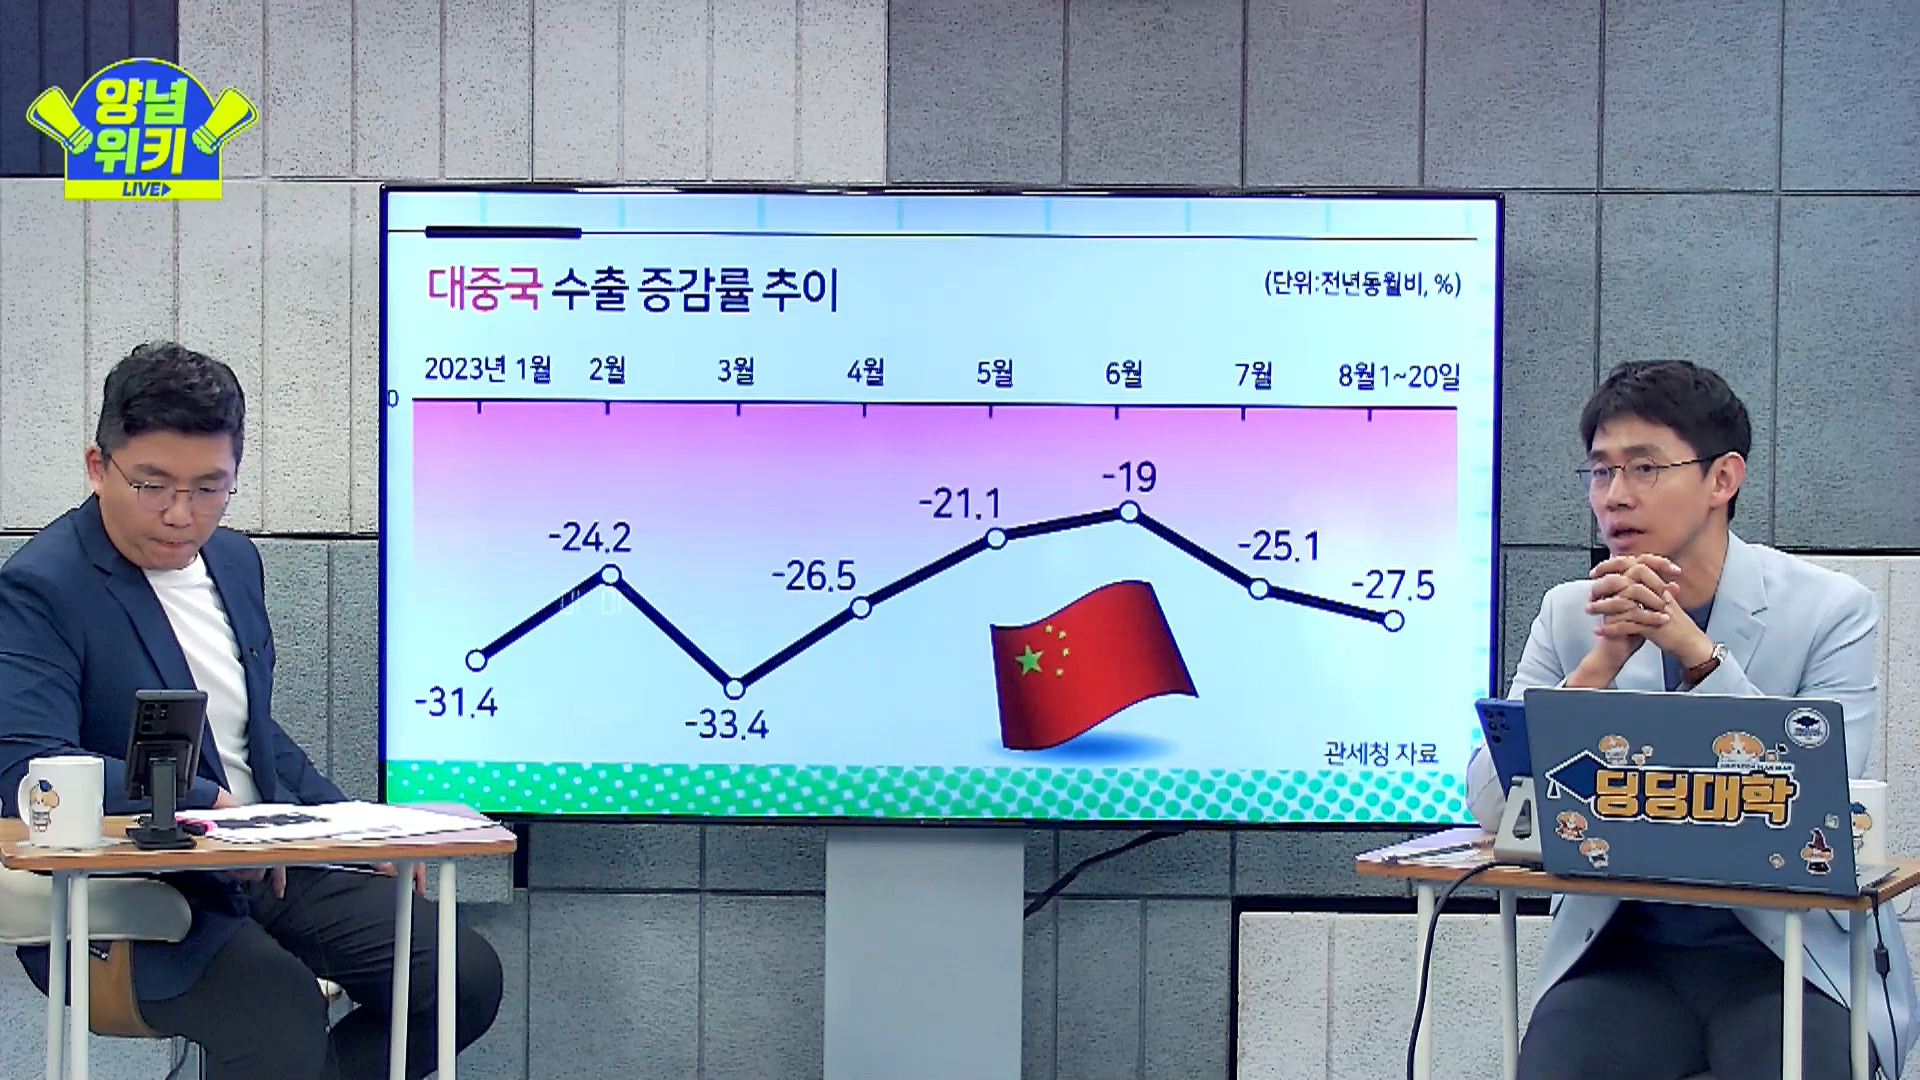 양념
위키
LIVE
대중국 수출 증감률 추이
(단위:전년동월비, %)
2023년 1월 2월 3월 4월 5월 6월 7월 8월1~20일
0
-31.4
-24.2
-33.4
-26.5
-21.1
-19
-25.1
-27.5
관세청 자료
딩딩대학